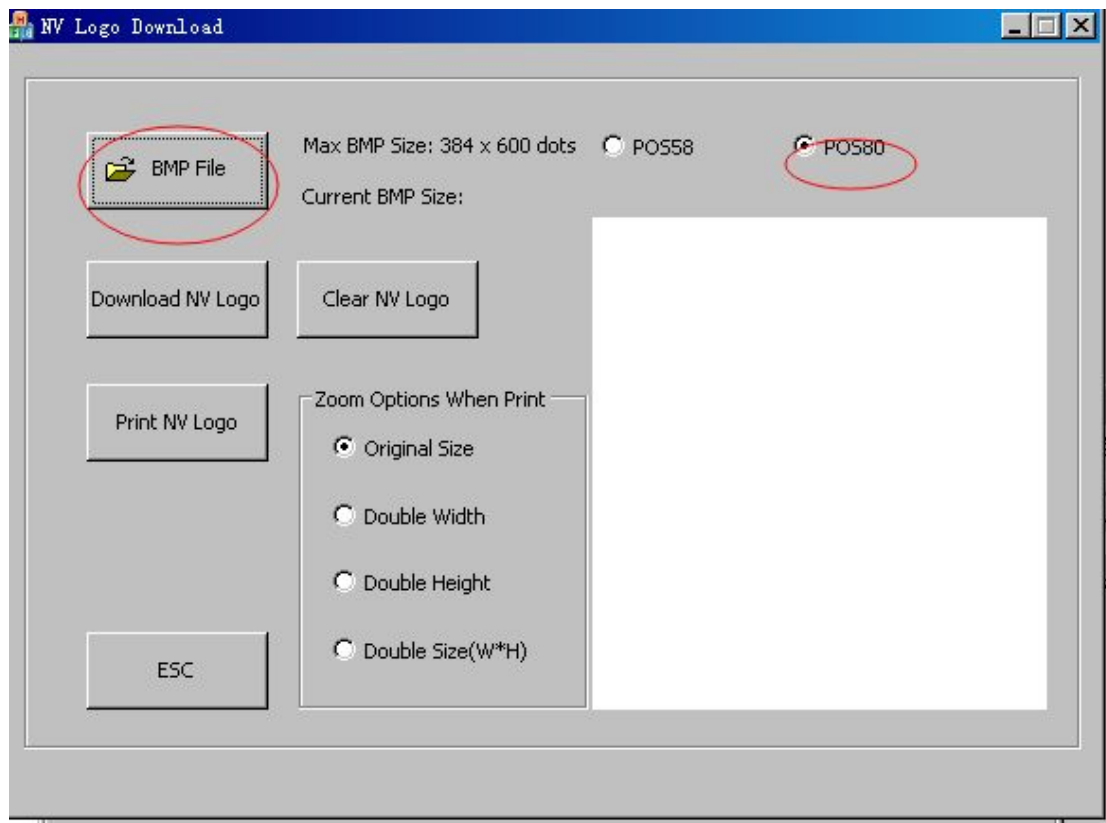 NV Logo Download
Max BMP Size: 384 x 600 dots POS58 POS80
BMP File
Current BMP Size:
Download NV Logo Clear NV Logo
Print NV Logo
Zoom Options When Print
Original Size
Double Width
Double Height
Double Size(W*H)
ESC